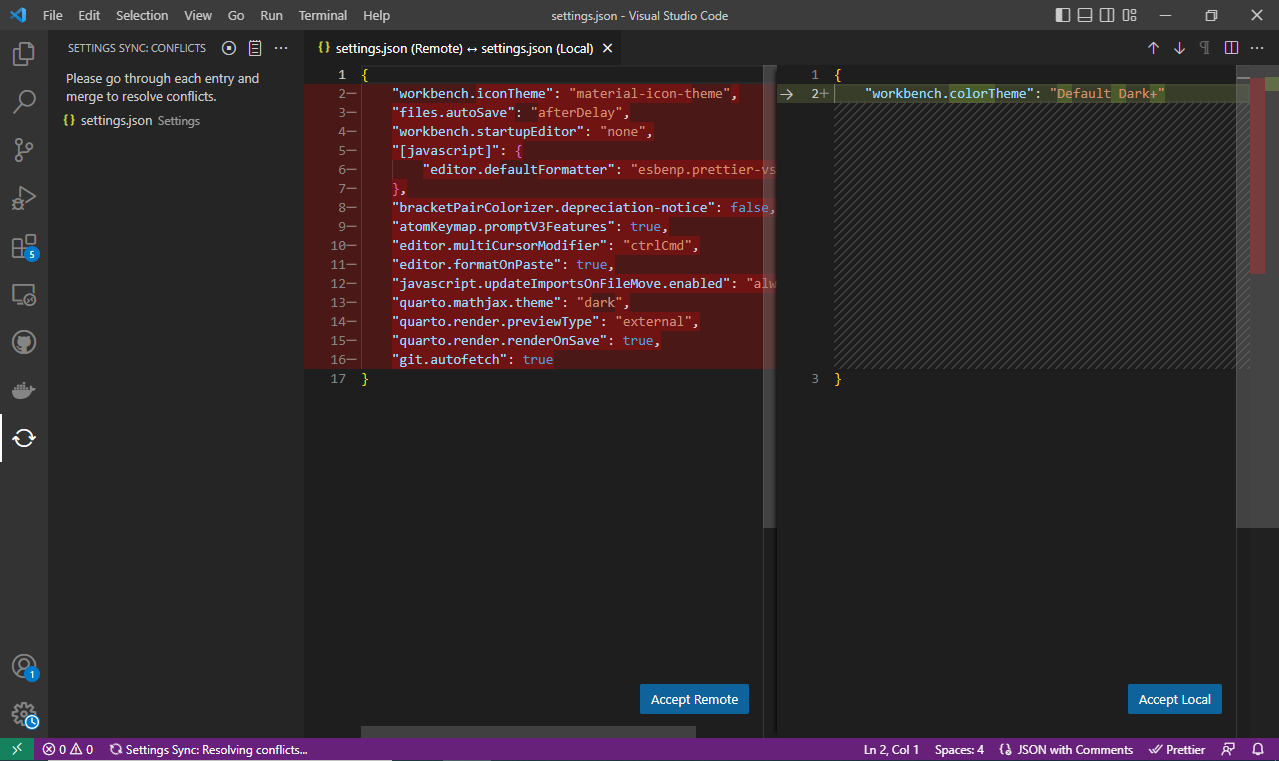 File Edit Selection View Go Run Terminal Help settings.json - Visual Studio Code
SETTINGS SYNC: CONFLICTS
Please go through each entry and
merge to resolve conflicts.
{} settings.json Settings
5
1
{} settings.json (Remote) ↔ settings.json (Local)
1 {
2− "workbench.iconTheme": "material-icon-theme",
3− "files.autoSave": "afterDelay",
4− "workbench.startupEditor": "none",
5− "[javascript]": {
6− "editor.defaultFormatter": "esbenp.prettier-vs
7− },
8− "bracketPairColorizer.depreciation-notice": false,
9− "atomKeymap.promptV3Features": true,
10− "editor.multiCursorModifier": "ctrlCmd",
11− "editor.formatOnPaste": true,
12− "javascript.updateImportsOnFileMove.enabled": "alw
13− "quarto.mathjax.theme": "dark",
14− "quarto.render.previewType": "external",
15− "quarto.render.renderOnSave": true,
16− "git.autofetch": true
17 }
Accept Remote
1 {
2+ "workbench.colorTheme": "Default Dark+"
3 }
Accept Local
0 0 Settings Sync: Resolving conflicts... Ln 2, Col 1 Spaces: 4 JSON with Comments Prettier